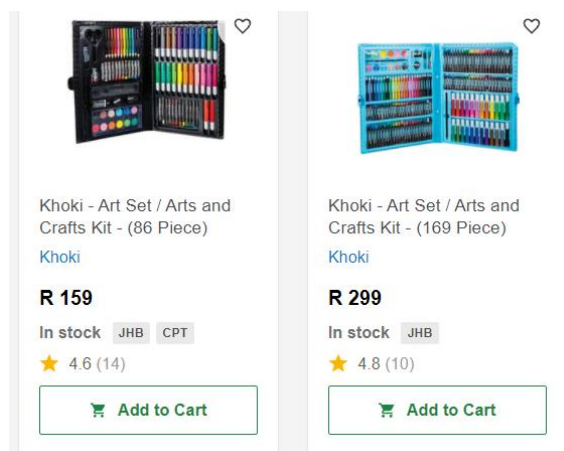 Khoki - Art Set / Arts and
Crafts Kit - (86 Piece)
Khoki
R 159
In stock JHB CPT
4.6 (14)
Add to Cart
Khoki - Art Set / Arts and
Crafts Kit - (169 Piece)
Khoki
R 299
In stock JHB
4.8 (10)
Add to Cart